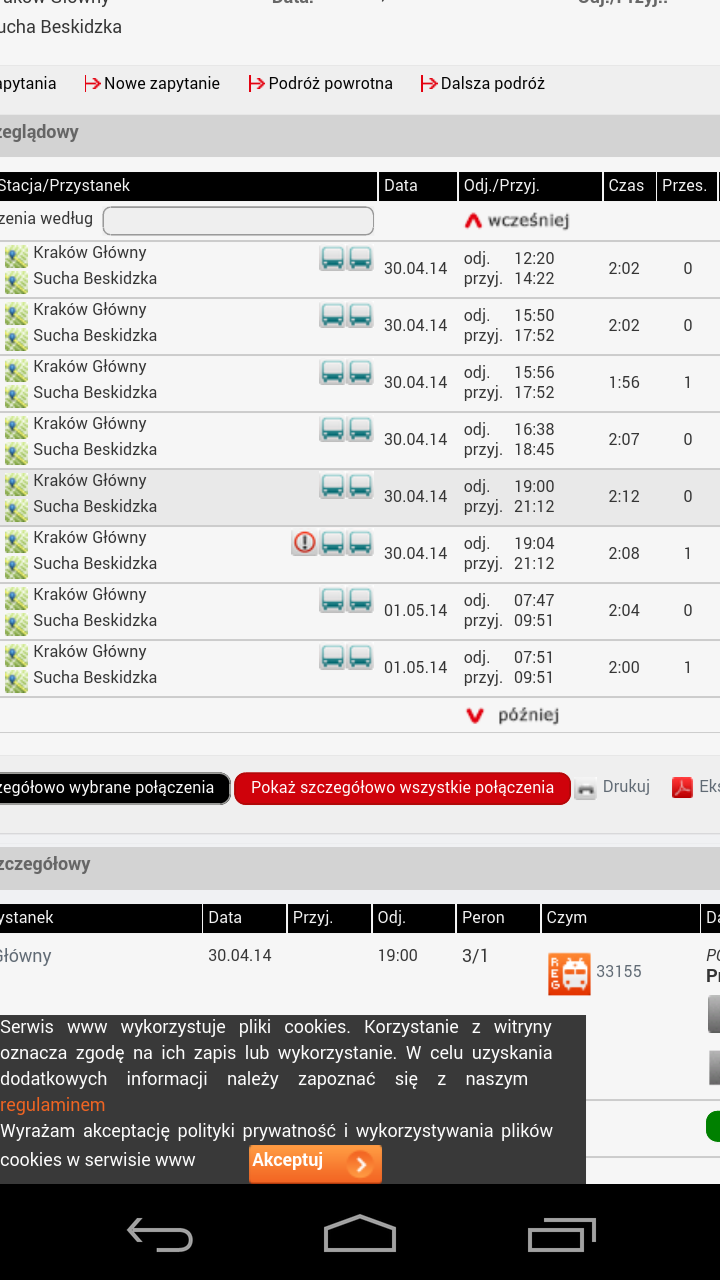 Sucha Beskidzka
Nowe zapytanie Podróż powrotna Dalsza podróż
Stacja/Przystanek Data Odj./Przyj. Czas Przes.
według wcześniej
Kraków Główny
Sucha Beskidzka
30.04.14
odj. 12:20
przyj. 14:22
2:02 0
Kraków Główny
Sucha Beskidzka
30.04.14
odj. 15:50
przyj. 17:52
2:02 0
Kraków Główny
Sucha Beskidzka
30.04.14
odj. 15:56
przyj. 17:52
1:56 1
Kraków Główny
Sucha Beskidzka
30.04.14
odj. 16:38
przyj. 18:45
2:07 0
Kraków Główny
Sucha Beskidzka
30.04.14
odj. 19:00
przyj. 21:12
2:12 0
Kraków Główny
Sucha Beskidzka
30.04.14
odj. 19:04
przyj. 21:12
2:08 1
Kraków Główny
Sucha Beskidzka
01.05.14
odj. 07:47
przyj. 09:51
2:04 0
Kraków Główny
Sucha Beskidzka
01.05.14
odj. 07:51
przyj. 09:51
2:00 1
później
wybrane połączenia Pokaż szczegółowo wszystkie połączenia Drukuj
Data Przyj. Odj. Peron Czym
Główny 30.04.14 19:00 3/1 REG 33155
Serwis www wykorzystuje pliki cookies. Korzystanie z witryny
oznacza zgodę na ich zapis lub wykorzystanie. W celu uzyskania
dodatkowych informacji należy zapoznać się z naszym
regulaminem
Wyrażam akceptację polityki prywatność i wykorzystywania plików
cookies w serwisie www Akceptuj